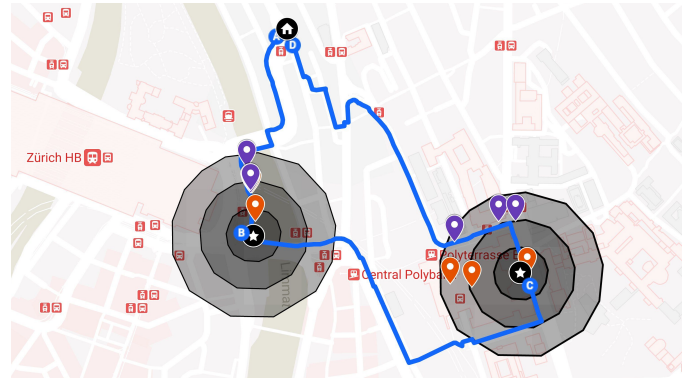 A
D
Zürich HB
B
Limmat
Central Polyba
Polyterrasse E
C